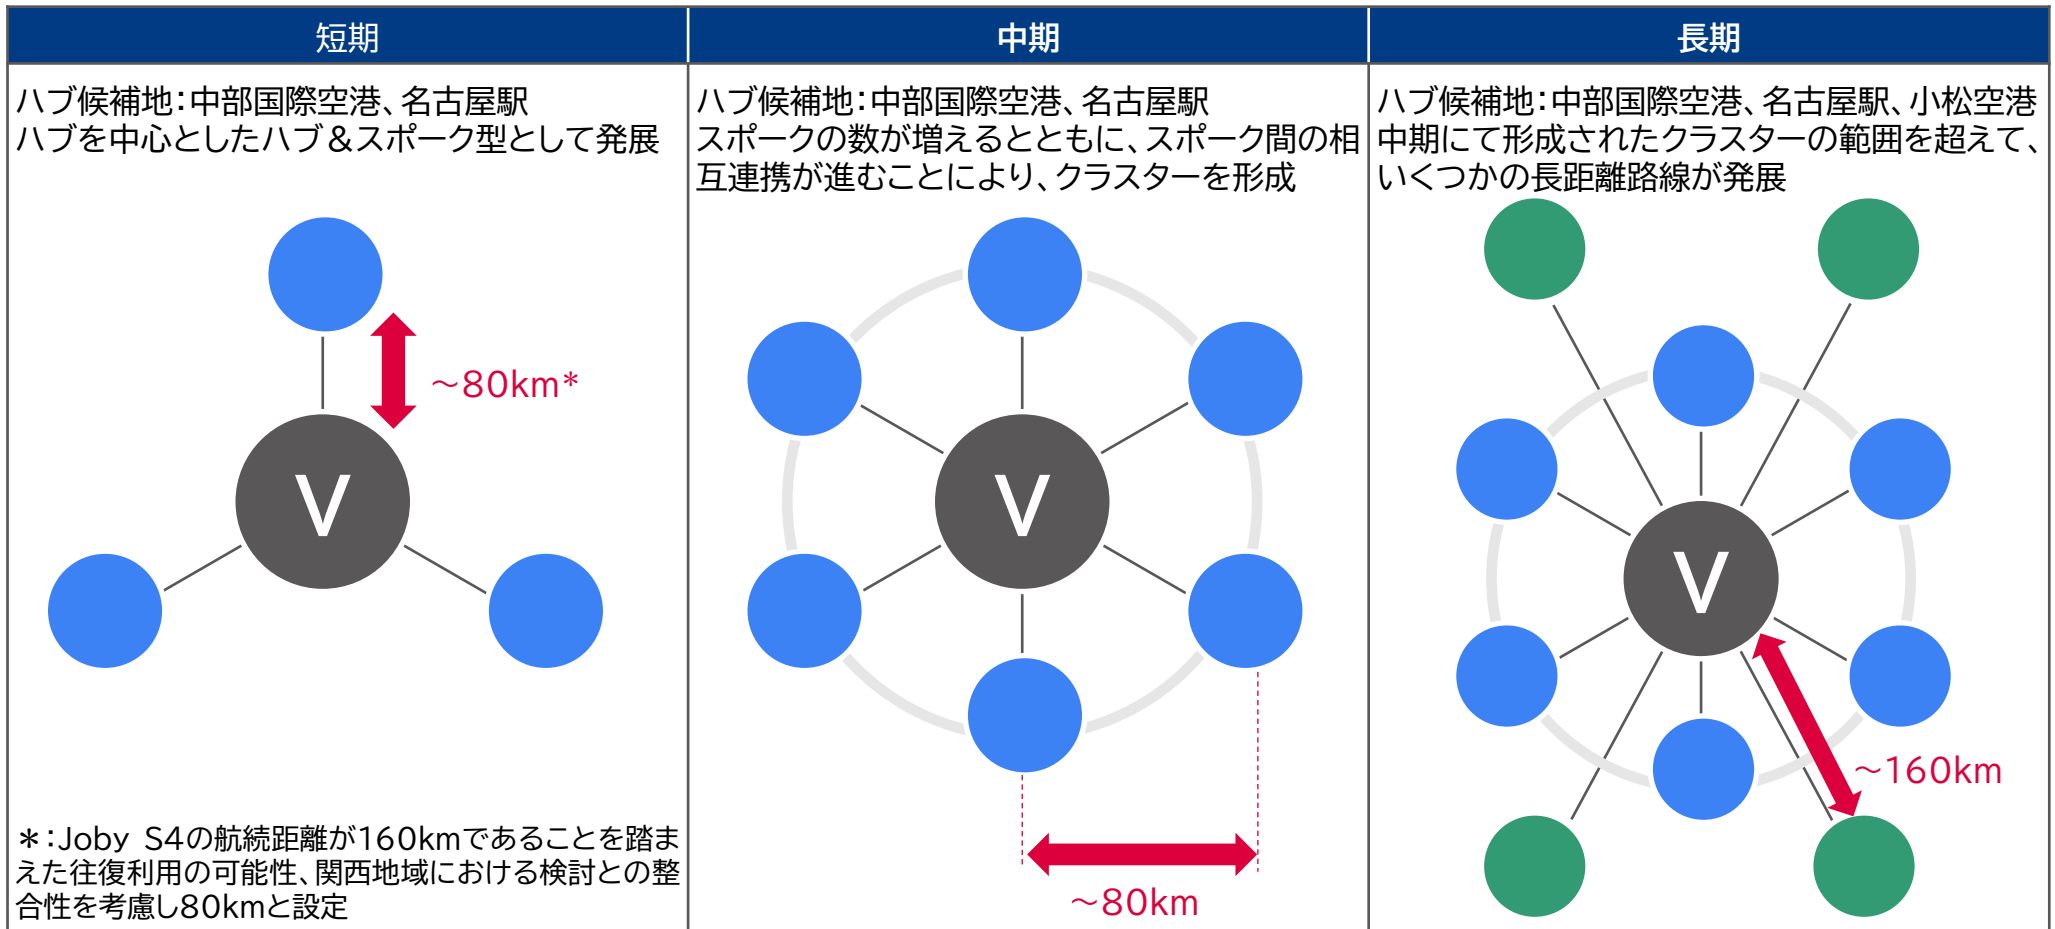 短期
ハブ候補地：中部国際空港、名古屋駅
ハブを中心としたハブ＆スポーク型として発展
～80km*
V
*：Joby S4の航続距離が160kmであることを踏ま
えた往復利用の可能性、関西地域における検討との整
合性を考慮し80kmと設定
中期
ハブ候補地：中部国際空港、名古屋駅
スポークの数が増えるとともに、スポーク間の相
互連携が進むことにより、クラスターを形成
V
～80km
長期
ハブ候補地：中部国際空港、名古屋駅、小松空港
中期にて形成されたクラスターの範囲を超えて、
いくつかの長距離路線が発展
V
～160km